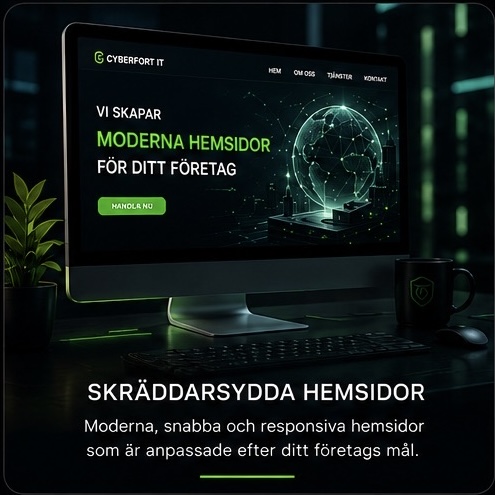 CYBERFORT IT
HEM OM OSS TJÄNSTER KONTAKT
VI SKAPAR
MODERNA HEMSIDOR
FÖR DITT FÖRETAG
HANDLA NU
SKRÄDDARSYDDA HEMSIDOR
Moderna, snabba och responsiva hemsidor
som är anpassade efter ditt företags mål.